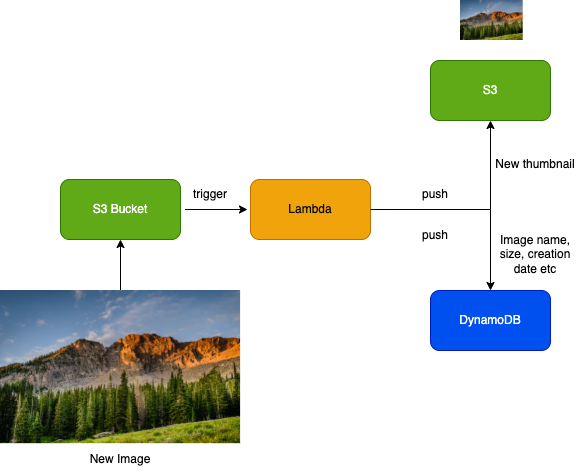 S3
New thumbnail
S3 Bucket
trigger
Lambda
push
push
Image name,
size, creation
date etc
DynamoDB
New Image